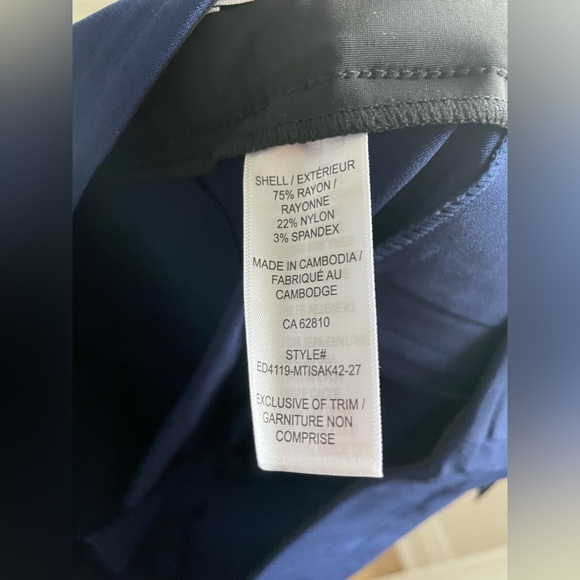 SHELL / EXTÉRIEUR
75% RAYON /
RAYONNE
22% NYLON
3% SPANDEX
MADE IN CAMBODIA /
FABRIQUÉ AU
CAMBODGE
CA 62810
STYLE#
ED4119-MTISAK42-27
EXCLUSIVE OF TRIM /
GARNITURE NON
COMPRISE